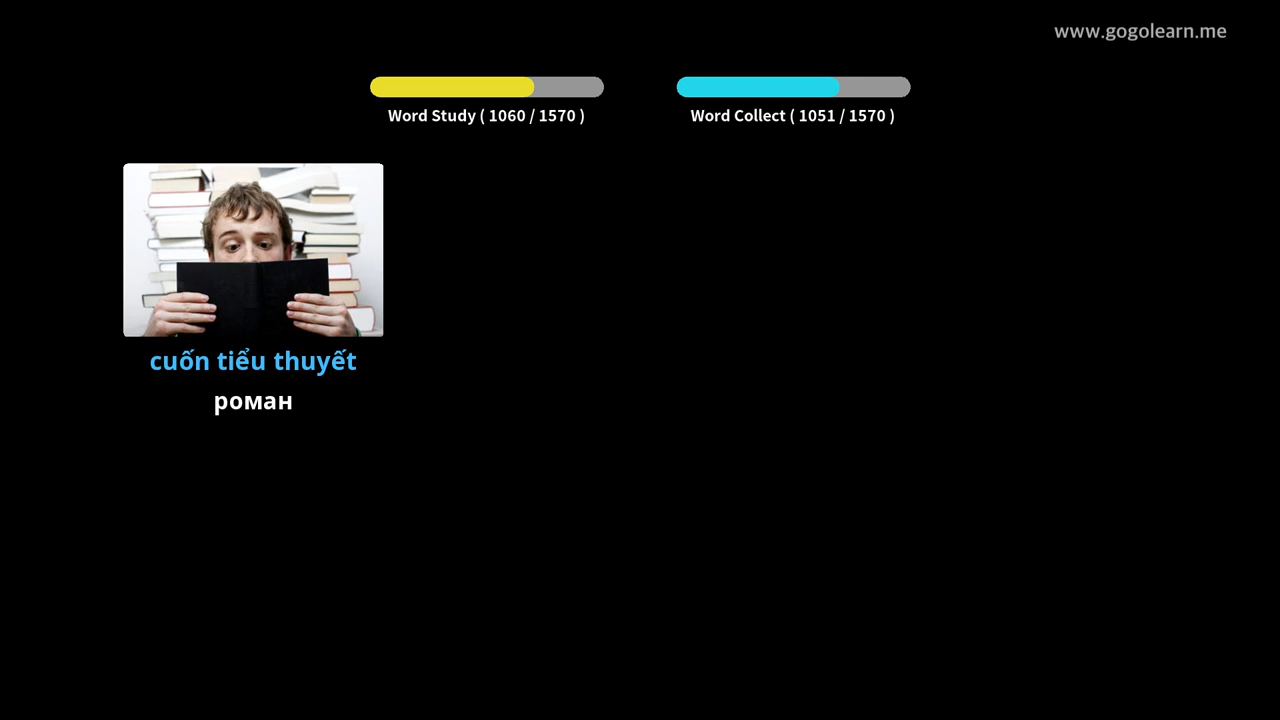 www.gogolearn.me
Word Study ( 1060 / 1570 )
Word Collect ( 1051 / 1570 )
cuốn tiểu thuyết
роман